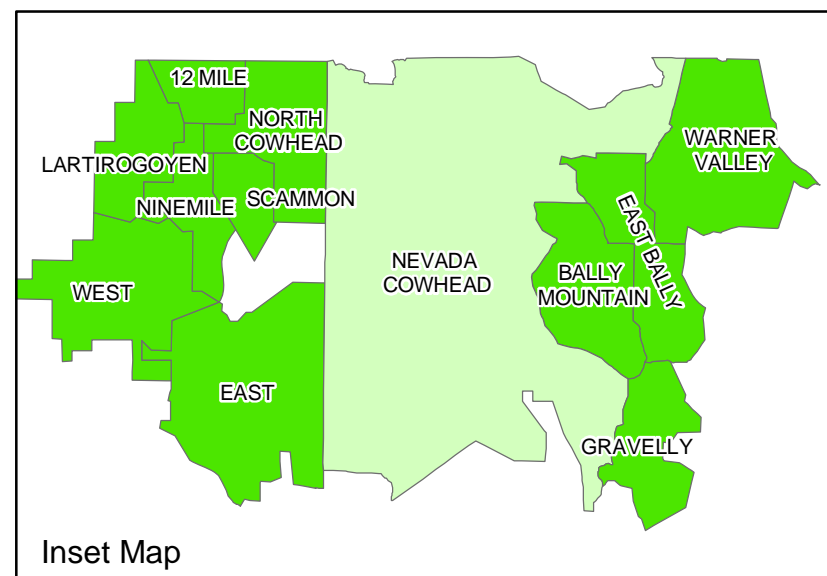 12 MILE
NORTH
COWHEAD
LARTIROGOYEN
NINEMILE
SCAMMON
WEST
EAST
NEVADA
COWHEAD
WARNER
VALLEY
EAST BALLY
BALLY
MOUNTAIN
GRAVELLY
Inset Map